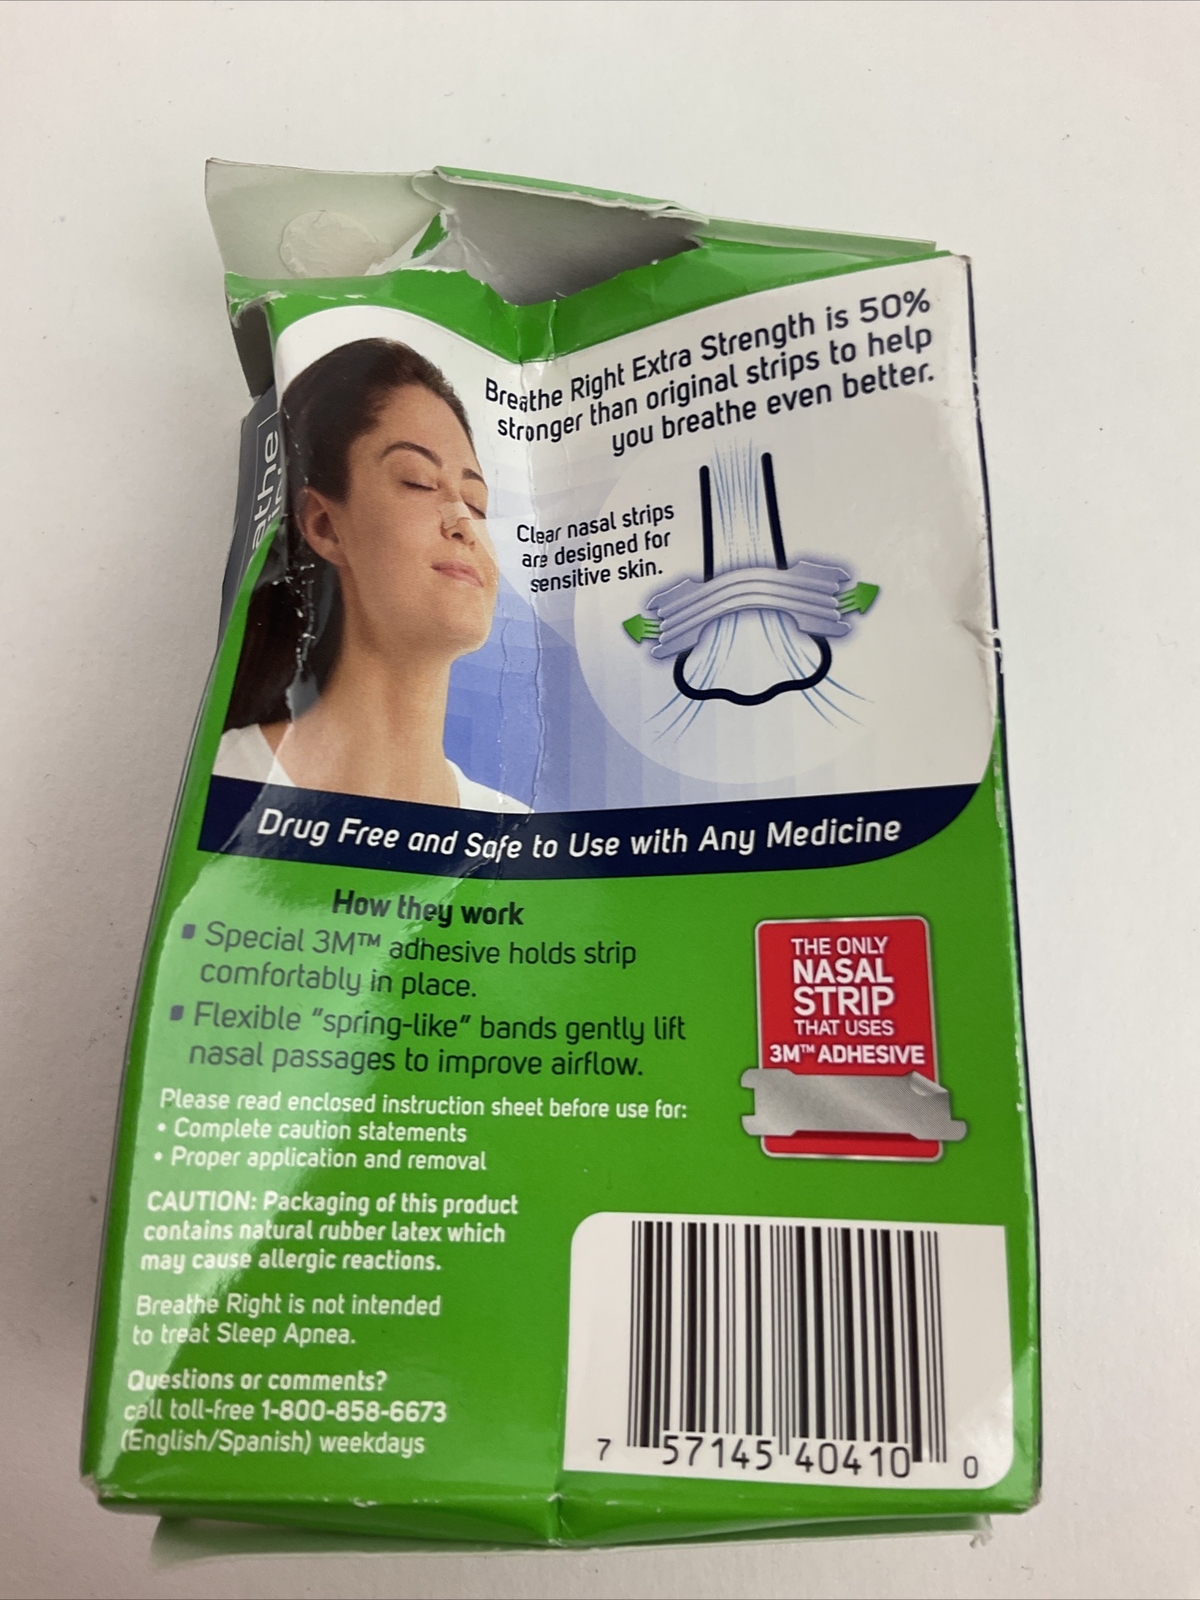 Breathe Right Extra Strength is 50%
stronger than original strips to help
you breathe even better.
Clear nasal strips
are designed for
sensitive skin.
Drug Free and Safe to Use with Any Medicine
How they work
▪ Special 3M™ adhesive holds strip
comfortably in place.
▪ Flexible “spring-like” bands gently lift
nasal passages to improve airflow.
Please read enclosed instruction sheet before use for:
• Complete caution statements
• Proper application and removal
CAUTION: Packaging of this product
contains natural rubber latex which
may cause allergic reactions.
Breathe Right is not intended
to treat Sleep Apnea.
Questions or comments?
call toll-free 1-800-858-6673
(English/Spanish) weekdays
THE ONLY
NASAL
STRIP
THAT USES
3M™ ADHESIVE
7 57145 40410 0